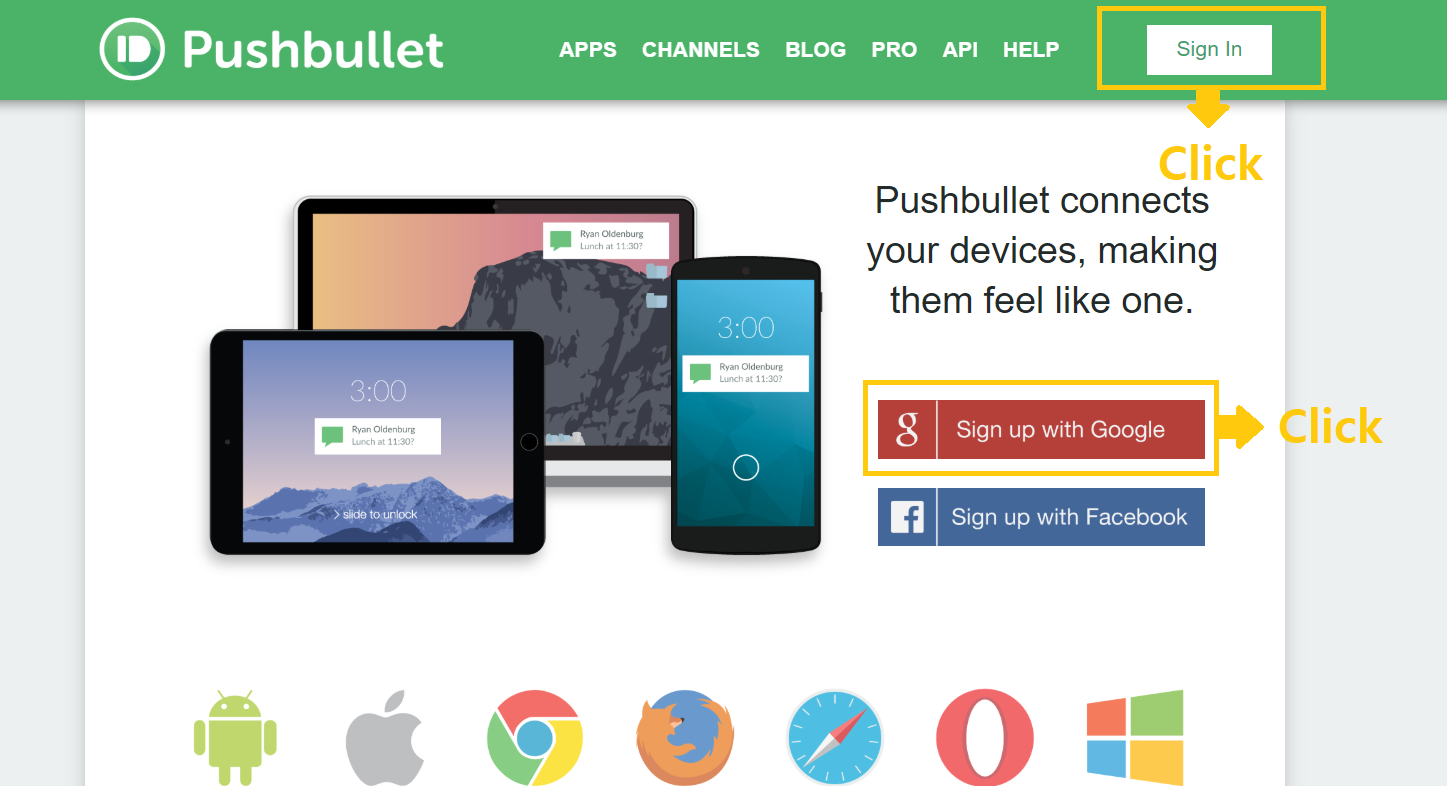 Pushbullet
APPS CHANNELS BLOG PRO API HELP
Sign In
Click
Pushbullet connects
your devices, making
them feel like one.
Ryan Oldenburg
Lunch at 11:30?
3:00
Ryan Oldenburg
Lunch at 11:30?
3:00
Ryan Oldenburg
Lunch at 11:30?
> slide to unlock
g Sign up with Google
Click
f Sign up with Facebook